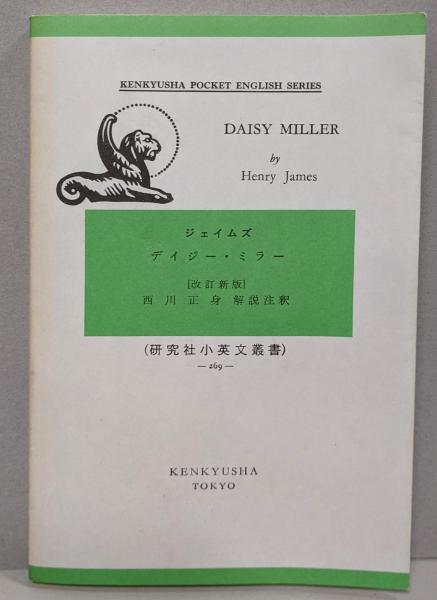 KENKYUSHA POCKET ENGLISH SERIES
DAISY MILLER
by
Henry James
ジェイムズ
デイジー・ミラー
[改訂新版]
西川正身 解説注釈
(研究社小英文叢書)
— 269 —
KENKYUSHA
TOKYO